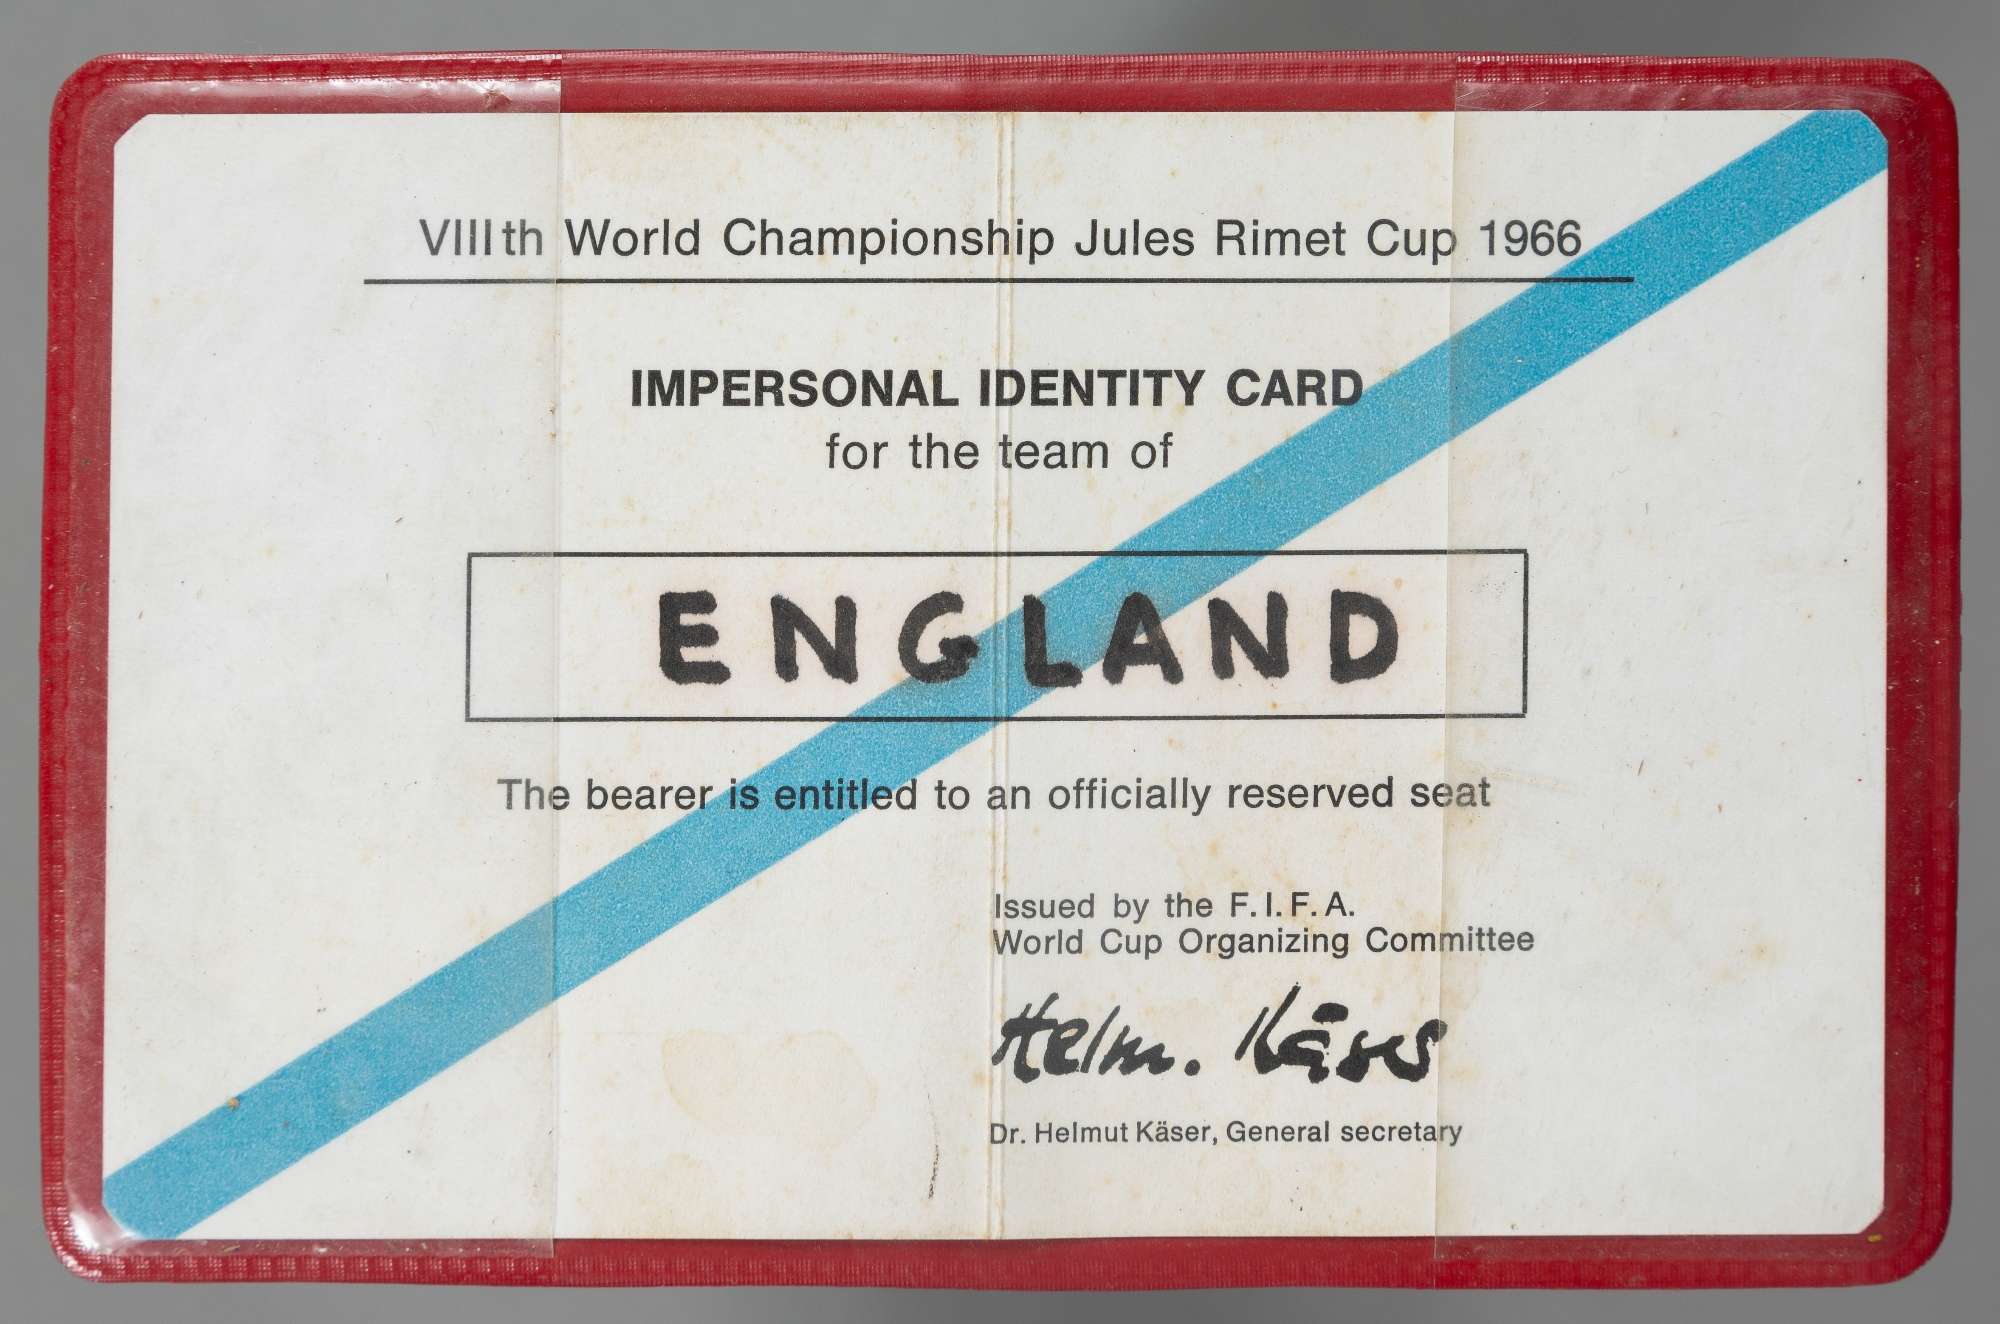 VIIIth World Championship Jules Rimet Cup 1966
IMPERSONAL IDENTITY CARD
for the team of
ENGLAND
The bearer is entitled to an officially reserved seat
Issued by the F.I.F.A.
World Cup Organizing Committee
Helm. Käser
Dr. Helmut Käser, General secretary